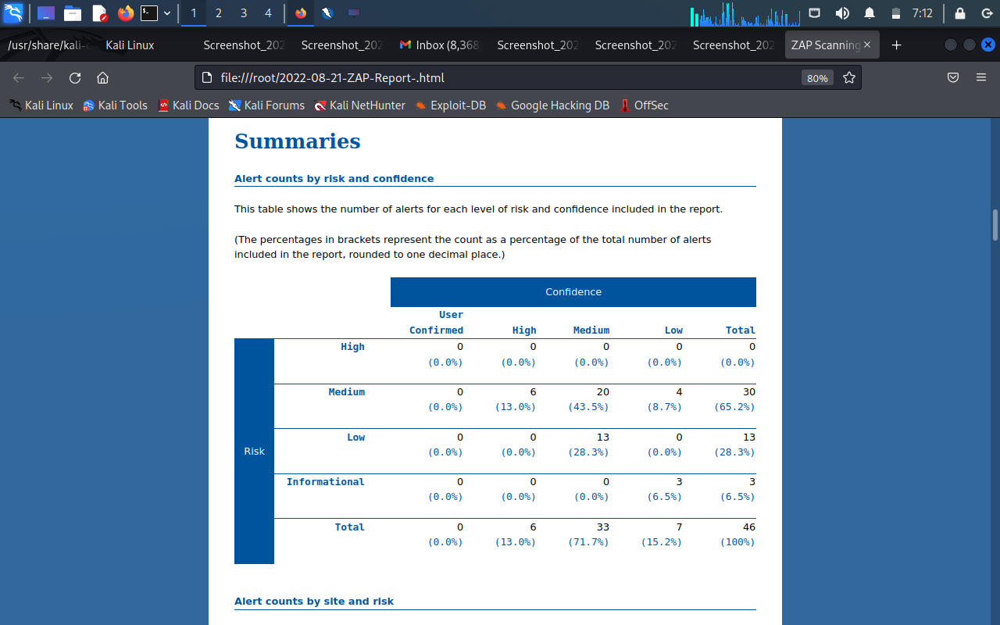 1 2 3 4 7:12
/usr/share/kali- Kali Linux Screenshot_202 Screenshot_202 Inbox (8,368 Screenshot_202 Screenshot_202 Screenshot_202 ZAP Scanning
file:///root/2022-08-21-ZAP-Report-.html 80%
Kali Linux Kali Tools Kali Docs Kali Forums Kali NetHunter Exploit-DB Google Hacking DB OffSec
Summaries
Alert counts by risk and confidence
This table shows the number of alerts for each level of risk and confidence included in the report.
(The percentages in brackets represent the count as a percentage of the total number of alerts
included in the report, rounded to one decimal place.)
Confidence
User
Confirmed High Medium Low Total
High 0 0 0 0 0
(0.0%) (0.0%) (0.0%) (0.0%) (0.0%)
Medium 0 6 20 4 30
(0.0%) (13.0%) (43.5%) (8.7%) (65.2%)
Low 0 0 13 0 13
Risk (0.0%) (0.0%) (28.3%) (0.0%) (28.3%)
Informational 0 0 0 3 3
(0.0%) (0.0%) (0.0%) (6.5%) (6.5%)
Total 0 6 33 7 46
(0.0%) (13.0%) (71.7%) (15.2%) (100%)
Alert counts by site and risk